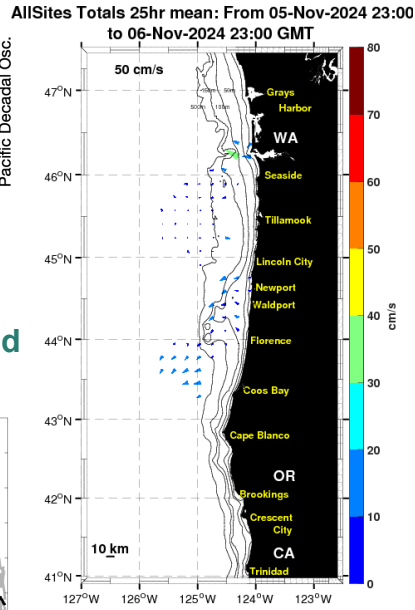 AllSites Totals 25hr mean: From 05-Nov-2024 23:00
to 06-Nov-2024 23:00 GMT
Pacific Decadal Osc.
d
50 cm/s
50m
500m
Grays
Harbor
WA
Seaside
Tillamook
Lincoln City
Newport
Waldport
Florence
Coos Bay
Cape Blanco
OR
Brookings
Crescent
City
CA
Trinidad
10 km
47°N
46°N
45°N
44°N
43°N
42°N
41°N
127°W
126°W
125°W
124°W
123°W
80
70
60
50
40
30
20
10
0
cm/s